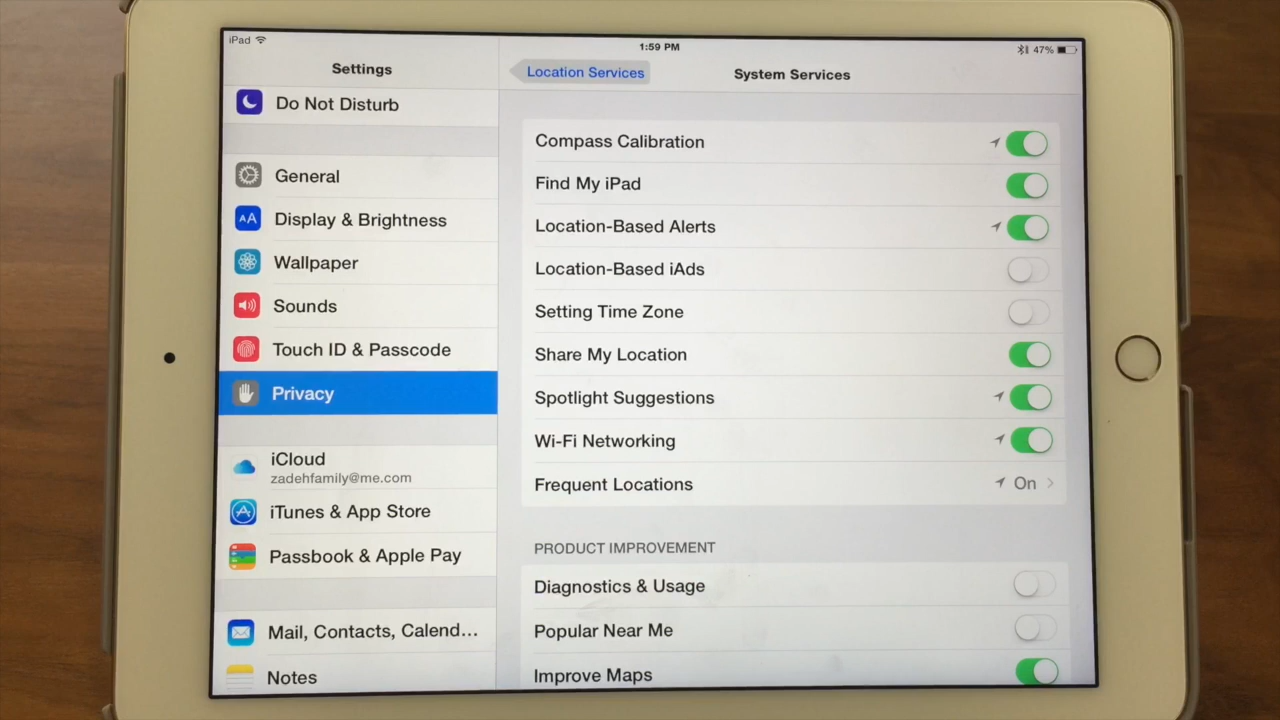 iPad
1:59 PM
47%
Settings
Location Services
System Services
Do Not Disturb
General
AA
Display & Brightness
Wallpaper
Sounds
Touch ID & Passcode
Privacy
iCloud
zadehfamily@me.com
iTunes & App Store
Passbook & Apple Pay
Mail, Contacts, Calend...
Notes
Compass Calibration
Find My iPad
Location-Based Alerts
Location-Based iAds
Setting Time Zone
Share My Location
Spotlight Suggestions
Wi-Fi Networking
Frequent Locations On
PRODUCT IMPROVEMENT
Diagnostics & Usage
Popular Near Me
Improve Maps